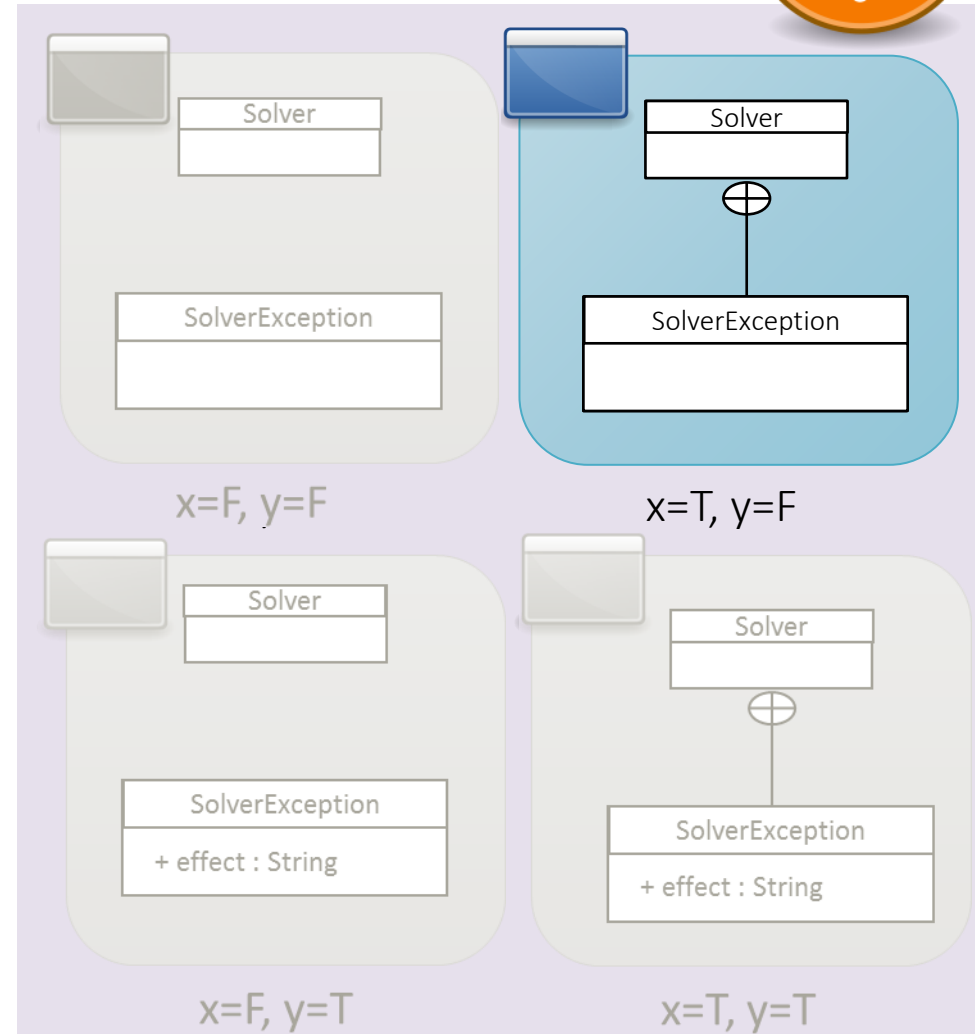 Solver
SolverException
x=F, y=F
Solver
SolverException
x=T, y=F
Solver
SolverException
+ effect : String
x=F, y=T
Solver
SolverException
+ effect : String
x=T, y=T